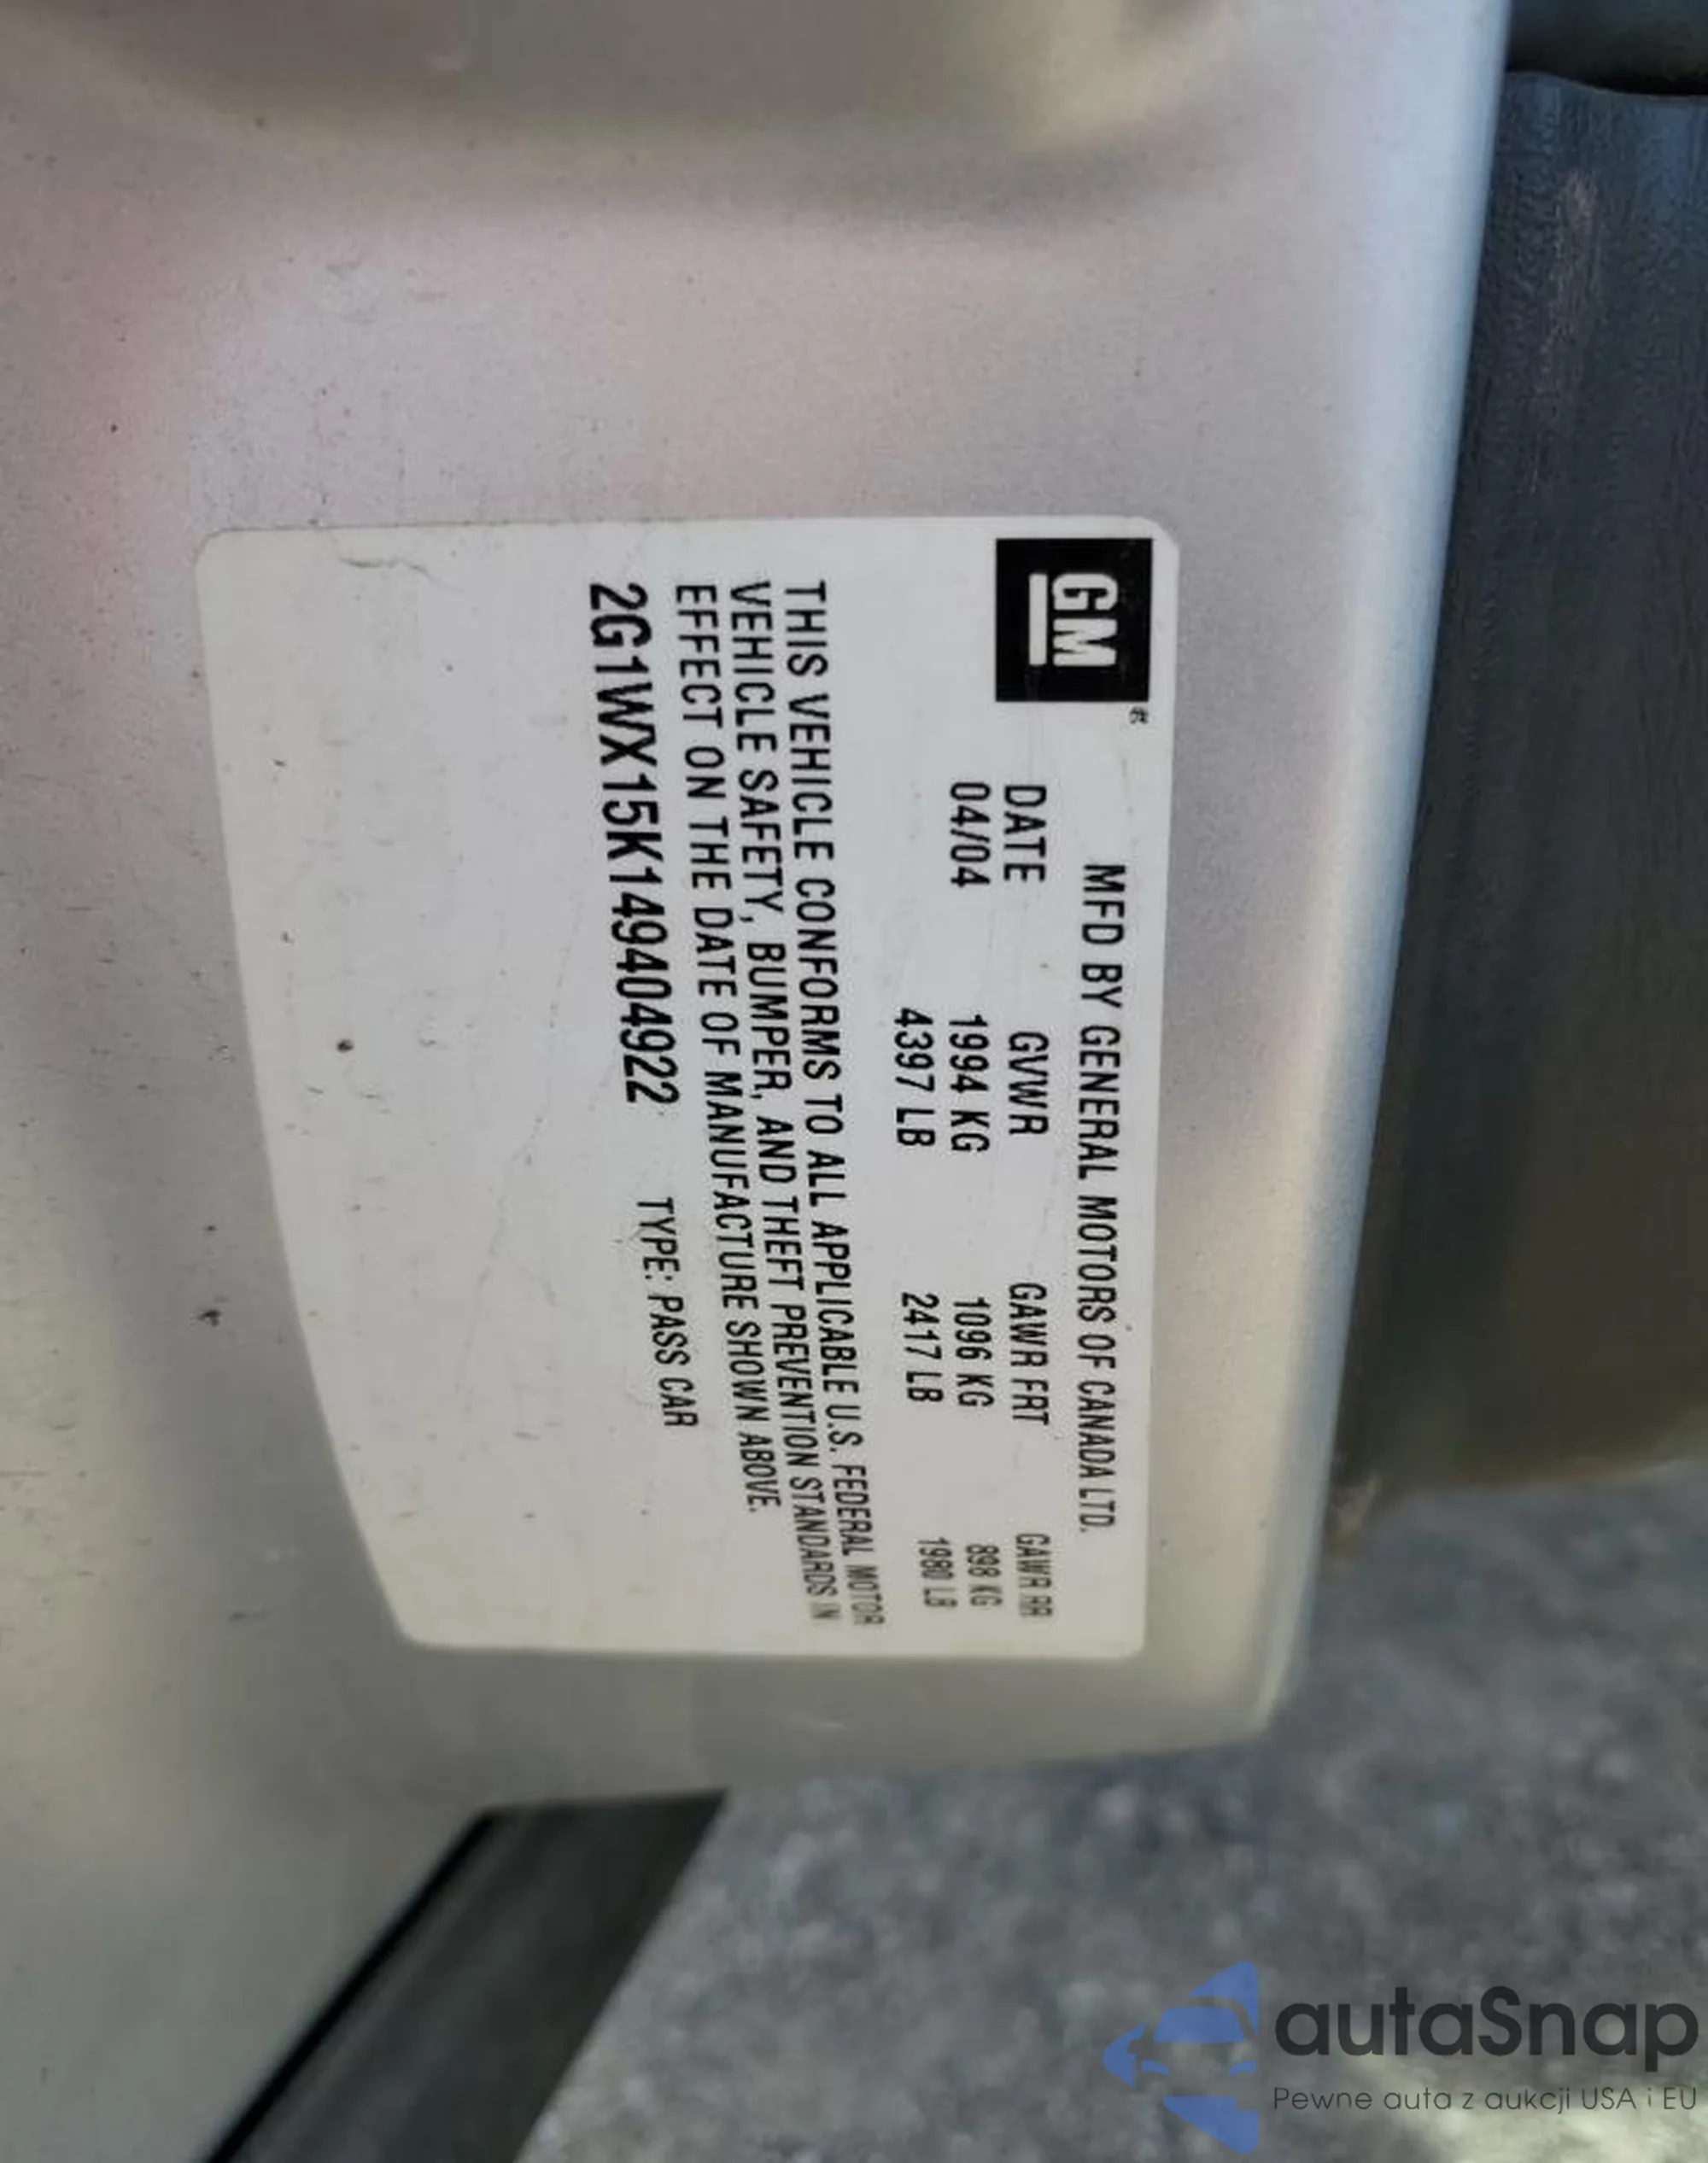 GM®
MFD BY GENERAL MOTORS OF CANADA LTD.
DATE GVWR GAWR FRT GAWR RR
04/04 1994 KG 1096 KG 898 KG
4397 LB 2417 LB 1980 LB
THIS VEHICLE CONFORMS TO ALL APPLICABLE U.S. FEDERAL MOTOR
VEHICLE SAFETY, BUMPER, AND THEFT PREVENTION STANDARDS IN
EFFECT ON THE DATE OF MANUFACTURE SHOWN ABOVE.
2G1WX15K149404922 TYPE: PASS CAR
autaSnap
Pewne auta z aukcji USA i EU